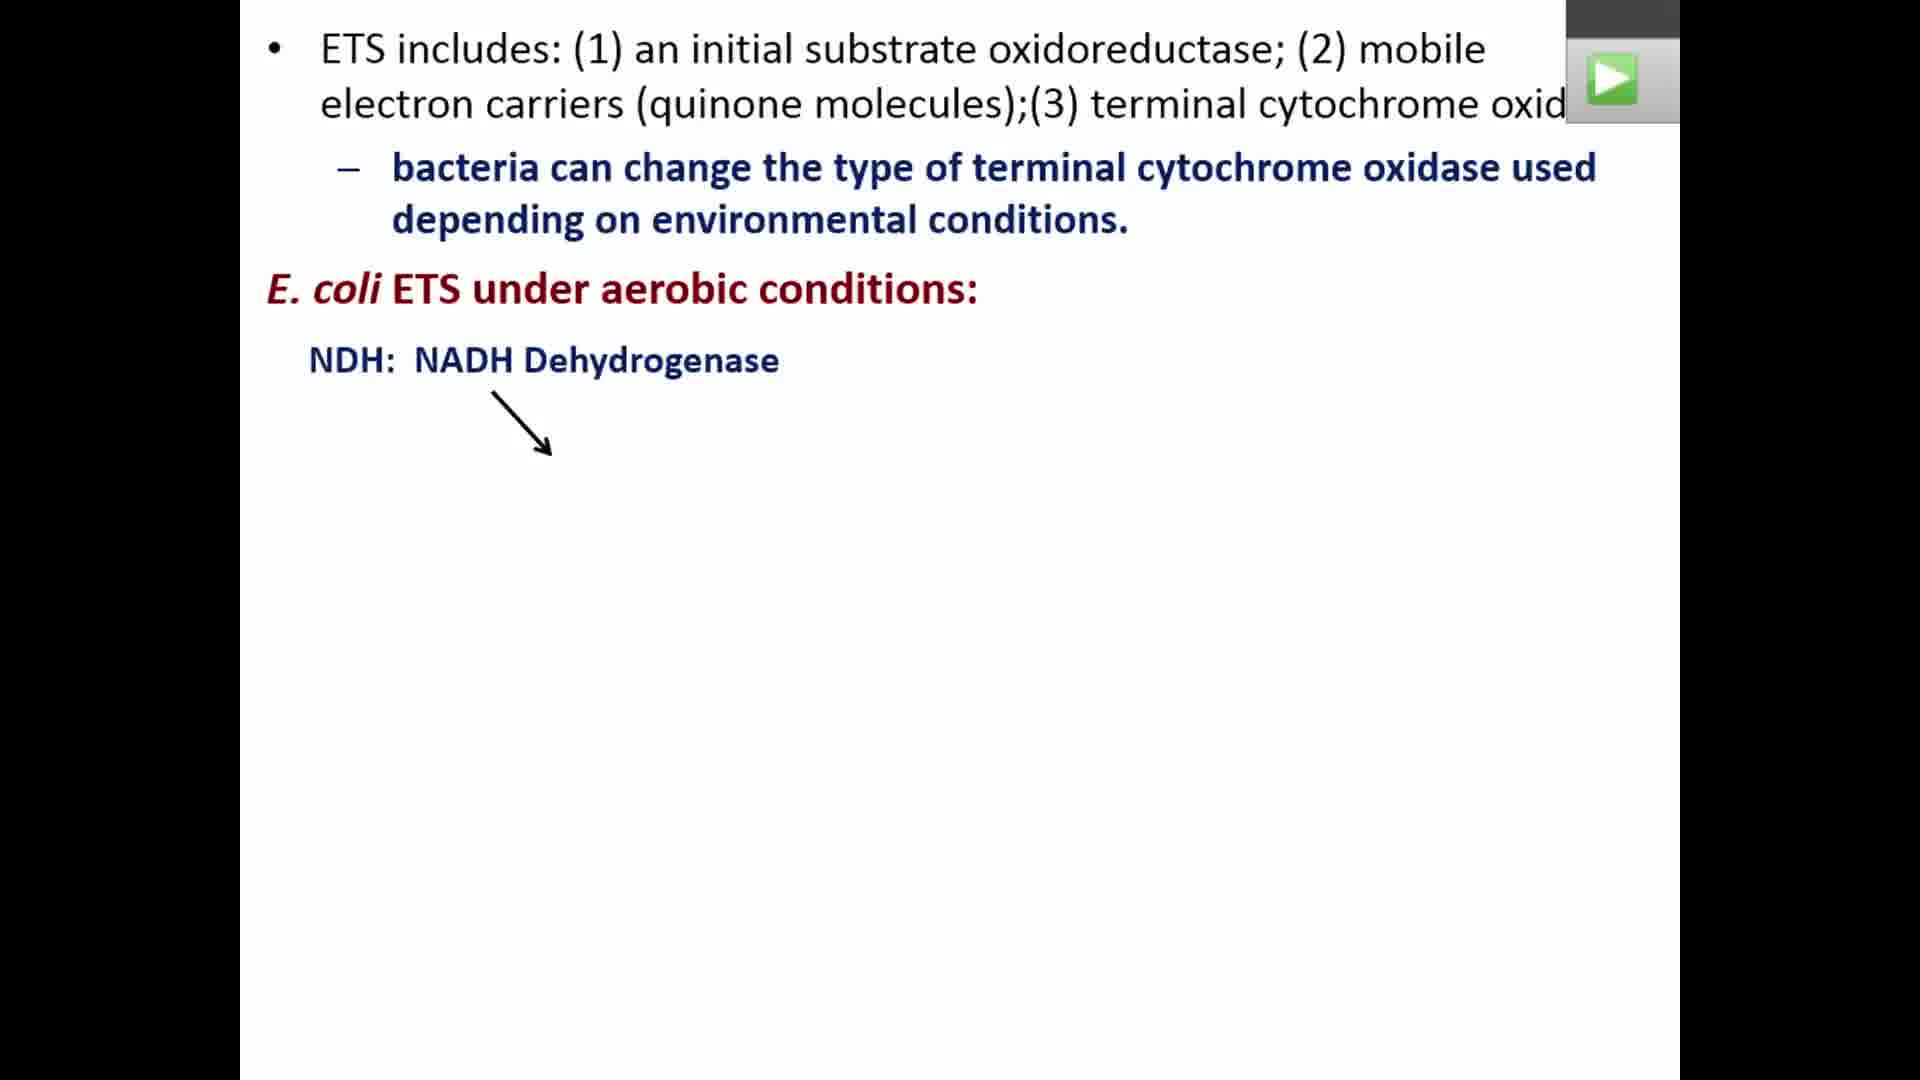 • ETS includes: (1) an initial substrate oxidoreductase; (2) mobile
electron carriers (quinone molecules);(3) terminal cytochrome oxid
– bacteria can change the type of terminal cytochrome oxidase used
depending on environmental conditions.
E. coli ETS under aerobic conditions:
NDH: NADH Dehydrogenase